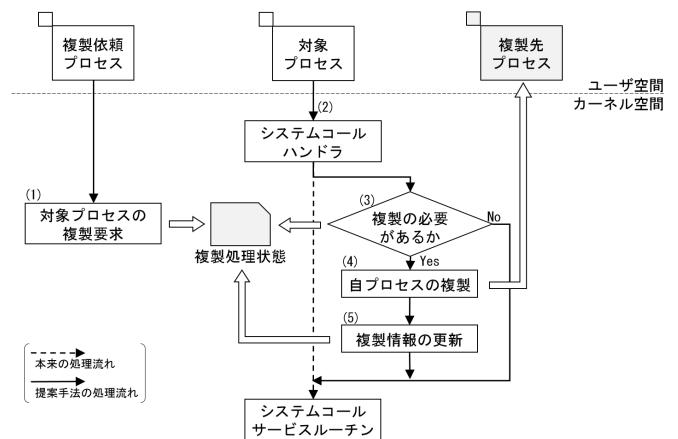 複製依頼
プロセス
対象
プロセス
複製先
プロセス
ユーザ空間
カーネル空間
(2)
システムコール
ハンドラ
(1)
対象プロセスの
複製要求
複製処理状態
(3)
複製の必要
があるか
No
Yes
(4)
自プロセスの複製
(5)
複製情報の更新
本来の処理流れ
提案手法の処理流れ
システムコール
サービスルーチン